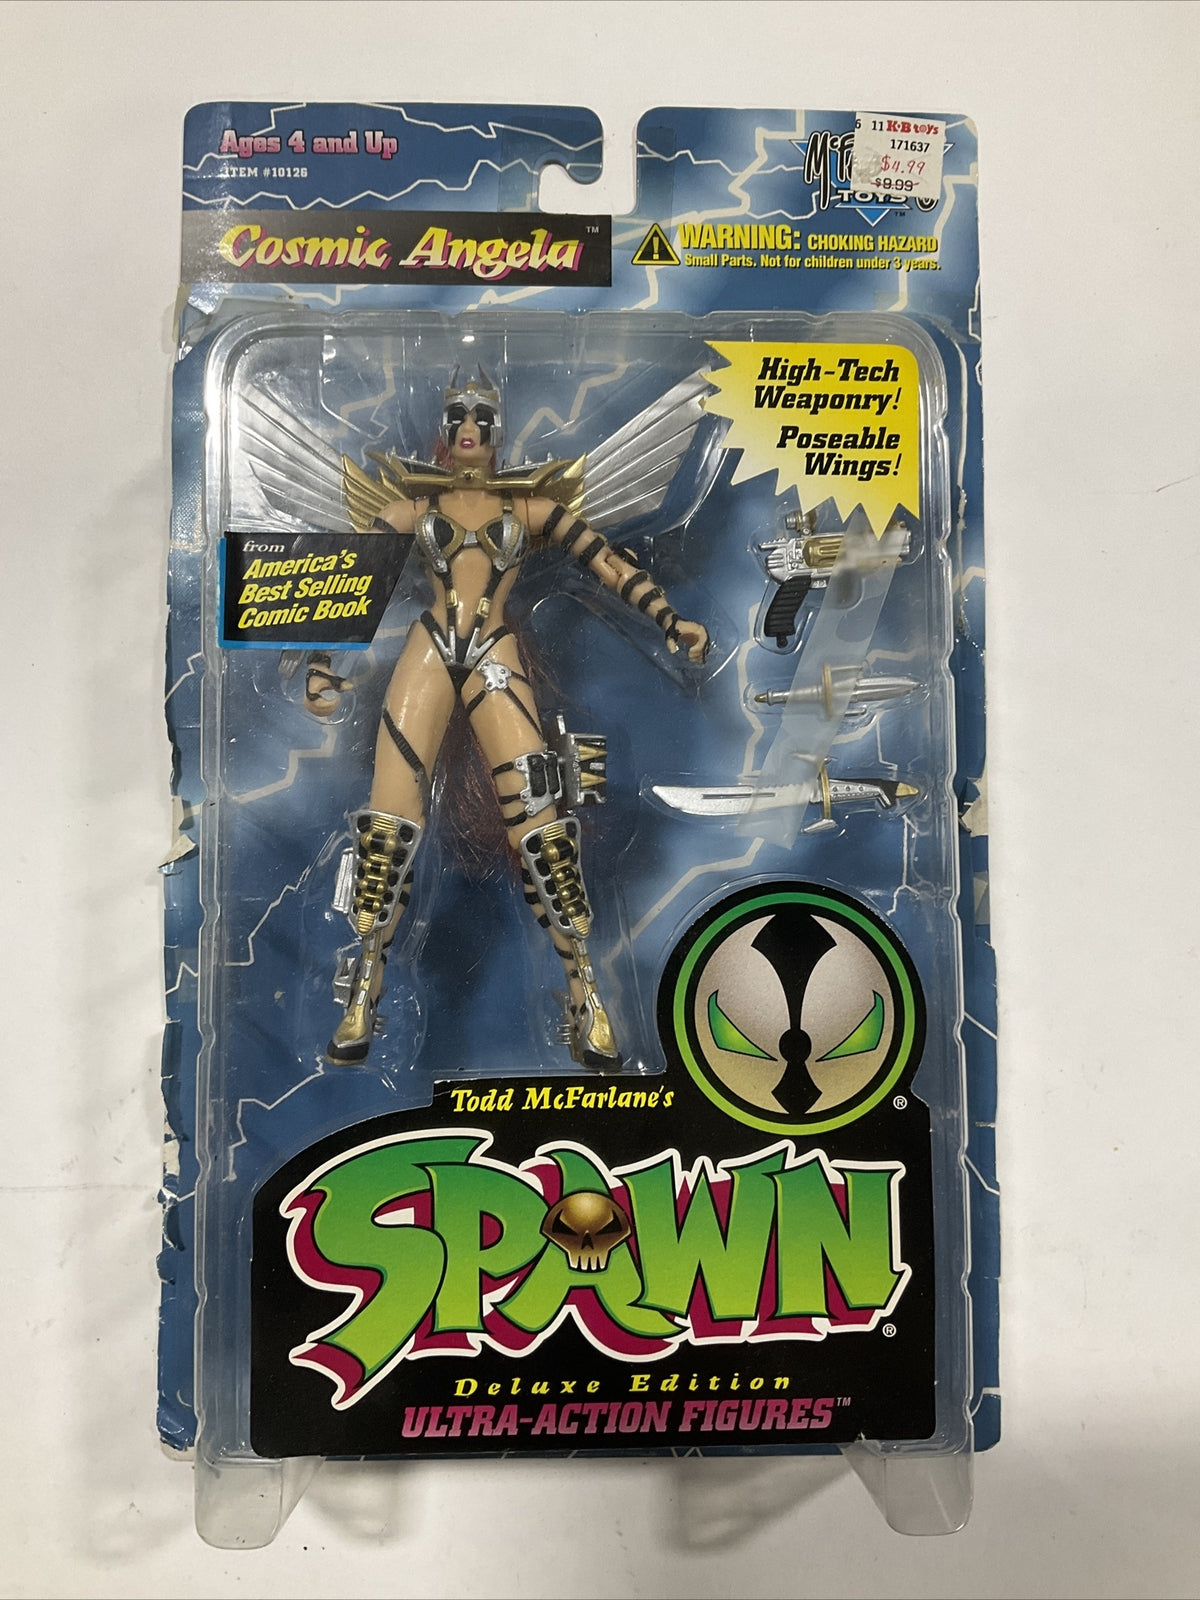 Ages 4 and Up
ITEM #10126
Cosmic Angela™
6 11 K·B toys
171637
$4.99
$9.99
TOYS
™
WARNING: CHOKING HAZARD
Small Parts. Not for children under 3 years.
High-Tech
Weaponry!
Poseable
Wings!
from
America's
Best Selling
Comic Book
Todd McFarlane's
®
SPAWN
®
Deluxe Edition
ULTRA-ACTION FIGURES™